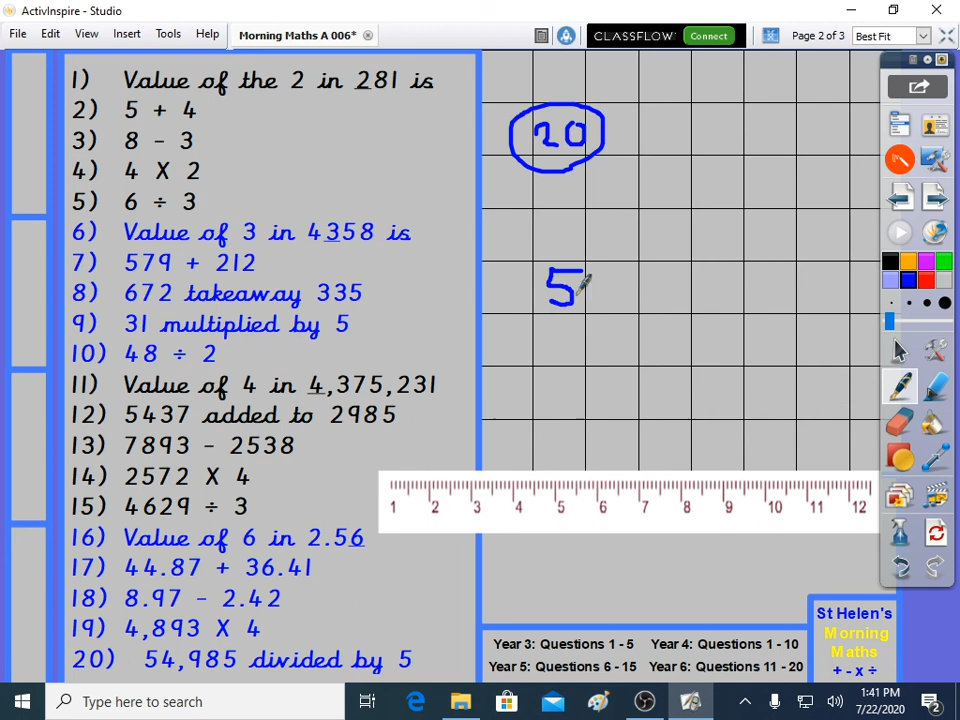 ActivInspire - Studio
File Edit View Insert Tools Help Morning Maths A 006* CLASSFLOW Connect Page 2 of 3 Best Fit
1) Value of the 2 in 281 is
2) 5 + 4
3) 8 - 3
4) 4 X 2
5) 6 ÷ 3
6) Value of 3 in 4358 is
7) 579 + 212
8) 672 takeaway 335
9) 31 multiplied by 5
10) 48 ÷ 2
11) Value of 4 in 4,375,231
12) 5437 added to 2985
13) 7893 - 2538
14) 2572 X 4
15) 4629 ÷ 3
16) Value of 6 in 2.56
17) 44.87 + 36.41
18) 8.97 - 2.42
19) 4,893 X 4
20) 54,985 divided by 5
20
5
1 2 3 4 5 6 7 8 9 10 11 12
Year 3: Questions 1 - 5 Year 4: Questions 1 - 10
Year 5: Questions 6 - 15 Year 6: Questions 11 - 20
St Helen's
Morning
Maths
+ - x ÷
Type here to search
1:41 PM
7/22/2020
2